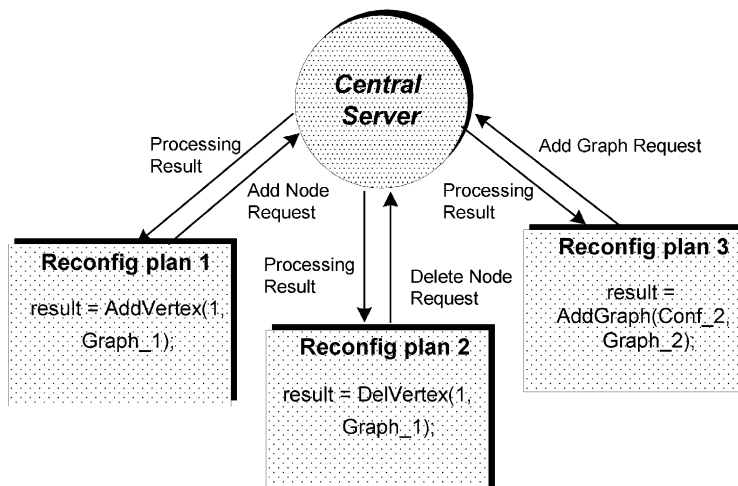 Central
Server
Processing
Result
Add Node
Request
Add Graph Request
Processing
Result
Processing
Result
Delete Node
Request
Reconfig plan 1
result = AddVertex(1,
Graph_1);
Reconfig plan 2
result = DelVertex(1,
Graph_1);
Reconfig plan 3
result =
AddGraph(Conf_2,
Graph_2);